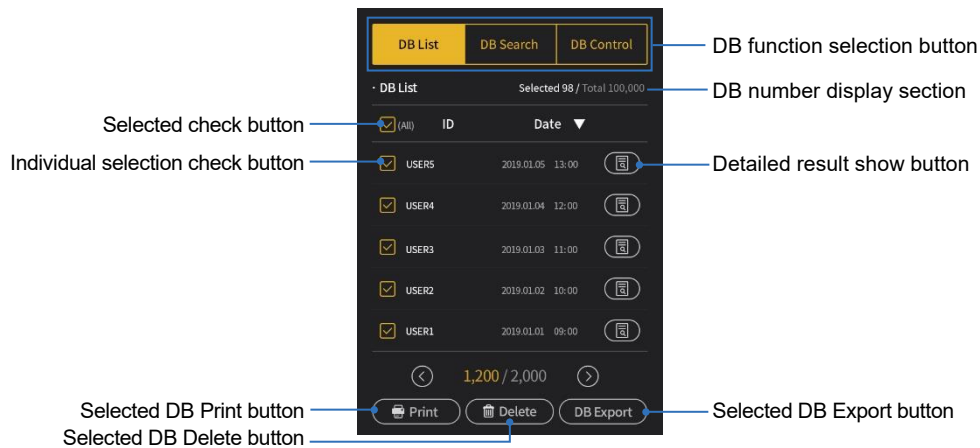 DB List DB Search DB Control
DB function selection button
· DB List Selected 98 / Total 100,000
DB number display section
Selected check button
(All) ID Date ▼
Individual selection check button
USER5 2019.01.05 13:00
Detailed result show button
USER4 2019.01.04 12:00
USER3 2019.01.03 11:00
USER2 2019.01.02 10:00
USER1 2019.01.01 09:00
1,200 / 2,000
Selected DB Print button
Print Delete DB Export
Selected DB Export button
Selected DB Delete button